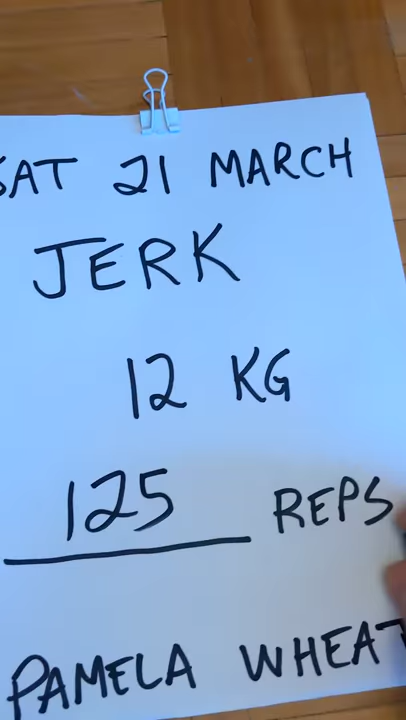 SAT 21 MARCH
JERK
12 KG
125 REPS
PAMELA WHEAT